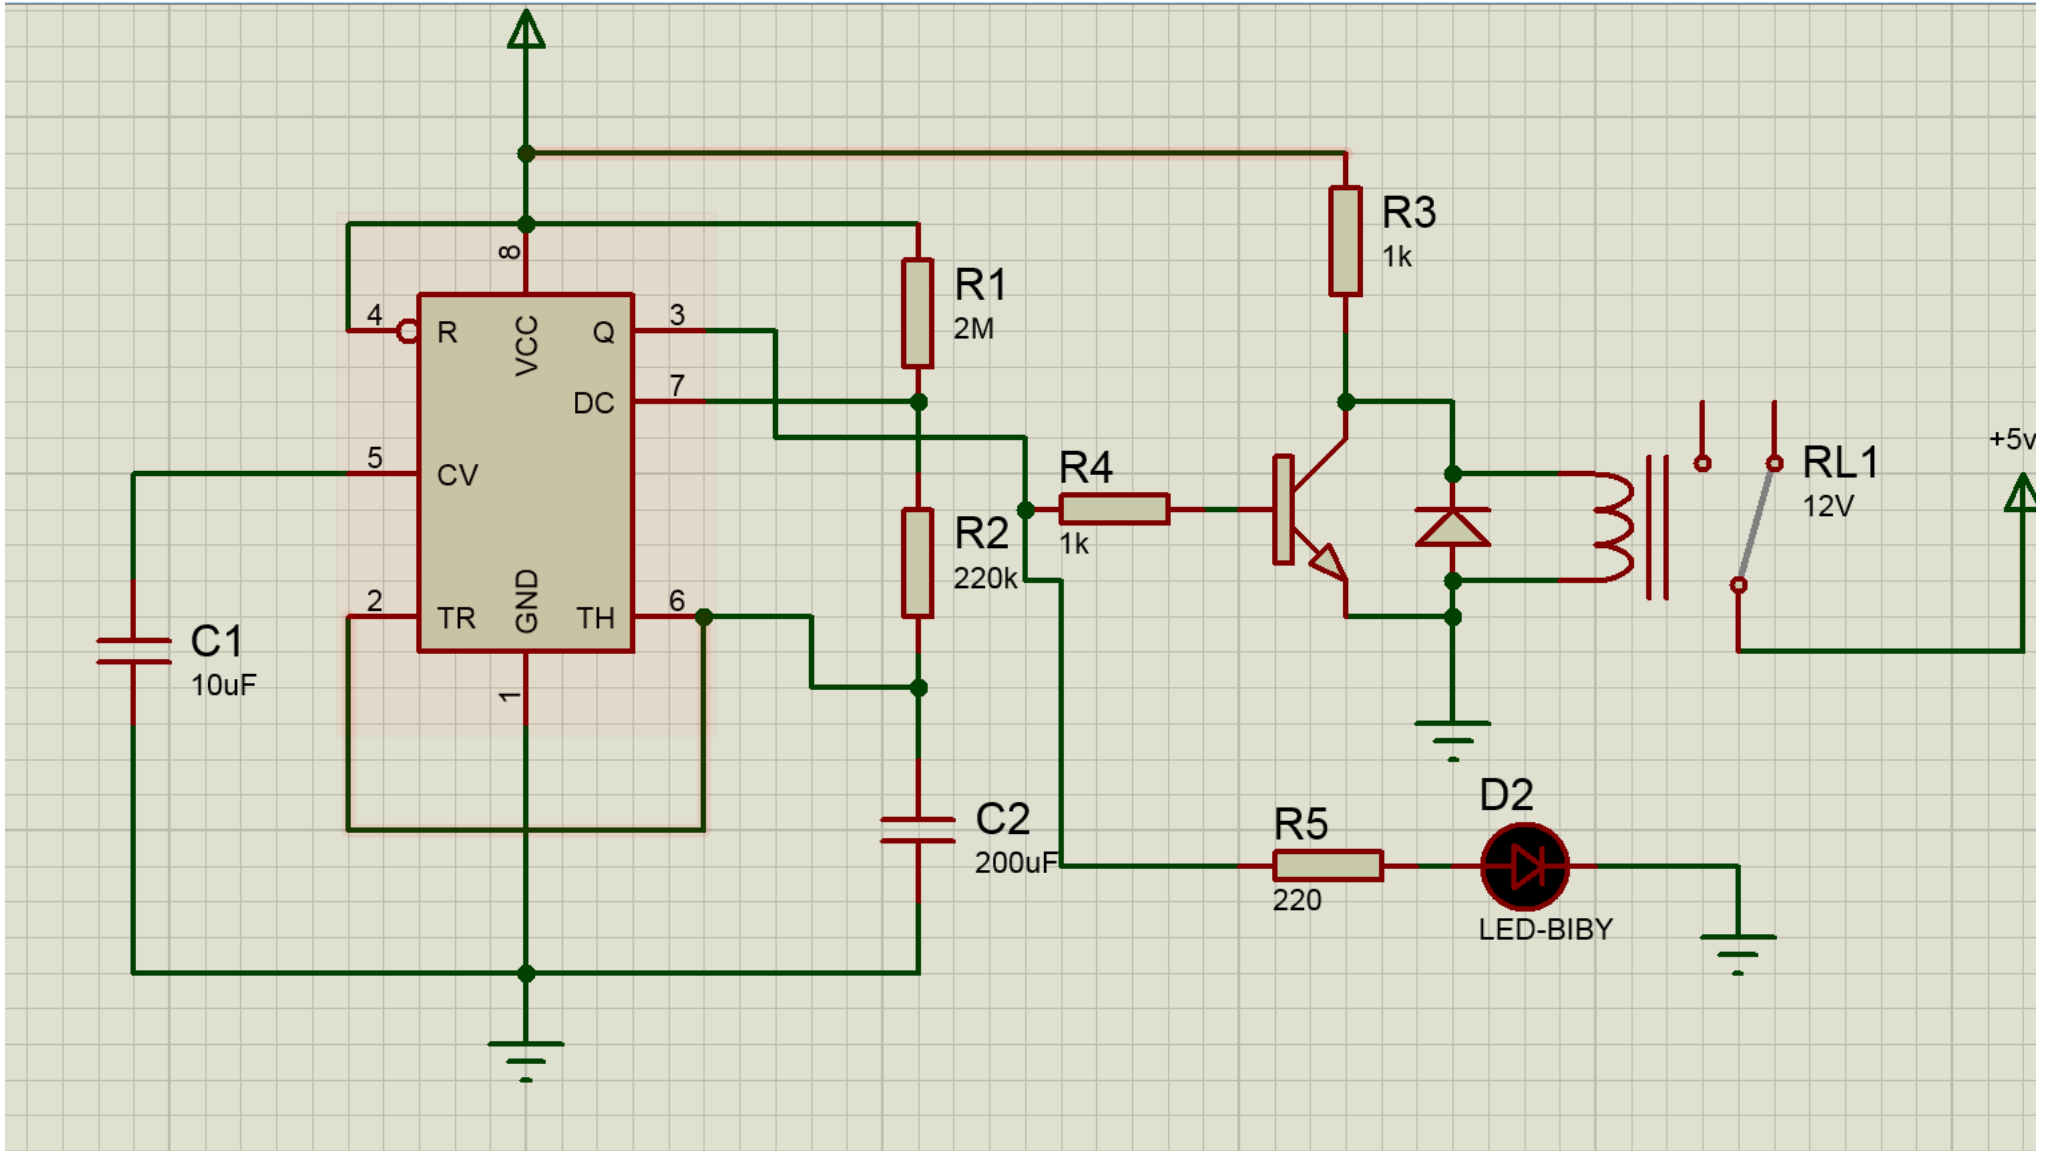 8
4
R
VCC
Q
3
DC
7
5
CV
2
TR
GND
TH
6
1
C1
10uF
R1
2M
R2
220k
C2
200uF
R3
1k
R4
1k
RL1
12V
+5v
R5
220
D2
LED-BIBY